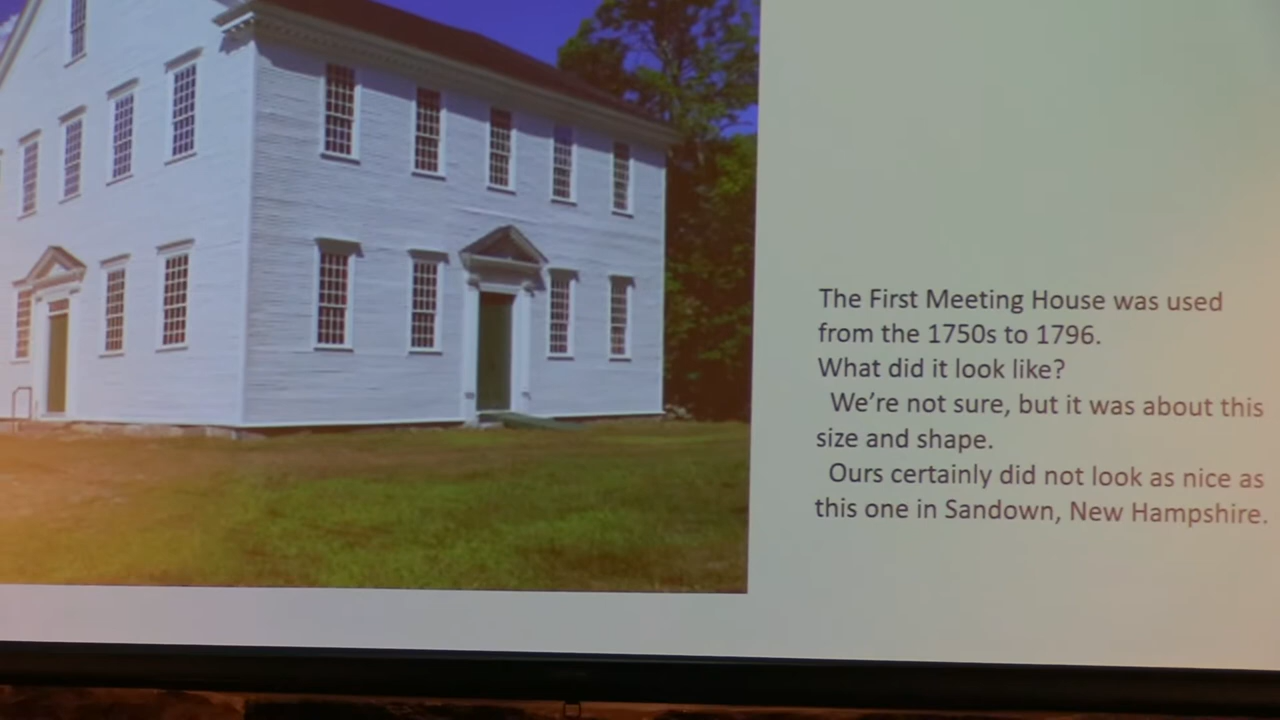 The First Meeting House was used
from the 1750s to 1796.
What did it look like?
We’re not sure, but it was about this
size and shape.
Ours certainly did not look as nice as
this one in Sandown, New Hampshire.